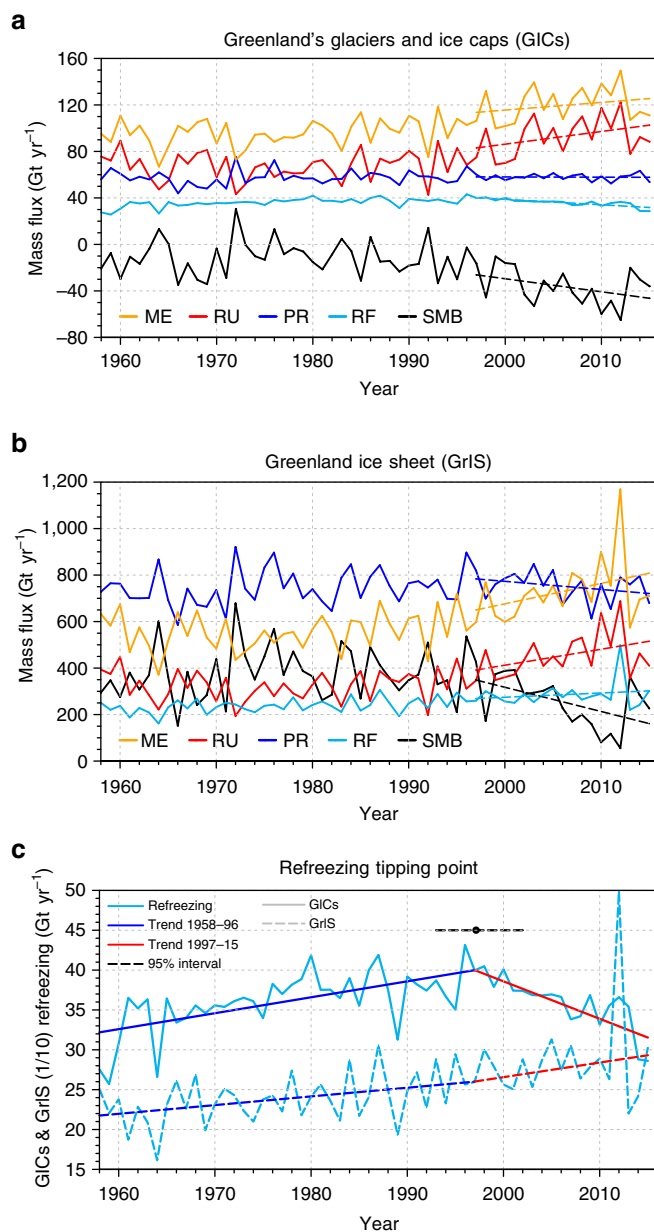 a
Greenland's glaciers and ice caps (GICs)
160
120
80
40
0
–40
–80
Mass flux (Gt yr–1)
ME RU PR RF SMB
1960 1970 1980 1990 2000 2010
Year
b
Greenland ice sheet (GrIS)
1,200
1,000
800
600
400
200
0
Mass flux (Gt yr–1)
ME RU PR RF SMB
1960 1970 1980 1990 2000 2010
Year
c
Refreezing tipping point
50
45
40
35
30
25
20
15
GICs & GrIS (1/10) refreezing (Gt yr–1)
Refreezing GICs
Trend 1958–96 GrIS
Trend 1997–15
95% interval
1960 1970 1980 1990 2000 2010
Year